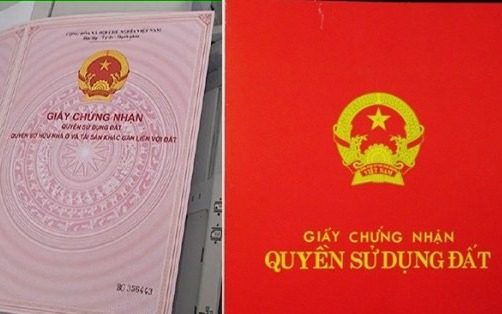 CỘNG HÒA XÃ HỘI CHỦ NGHĨA VIỆT NAM
Độc lập - Tự do - Hạnh phúc
GIẤY CHỨNG NHẬN
QUYỀN SỬ DỤNG ĐẤT
QUYỀN SỞ HỮU NHÀ Ở VÀ TÀI SẢN KHÁC GẮN LIỀN VỚI ĐẤT
BG 356443
VIỆT NAM
GIẤY CHỨNG NHẬN
QUYỀN SỬ DỤNG ĐẤT